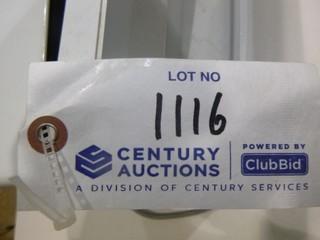 LOT NO
1116
CENTURY AUCTIONS
POWERED BY
ClubBid
A DIVISION OF CENTURY SERVICES